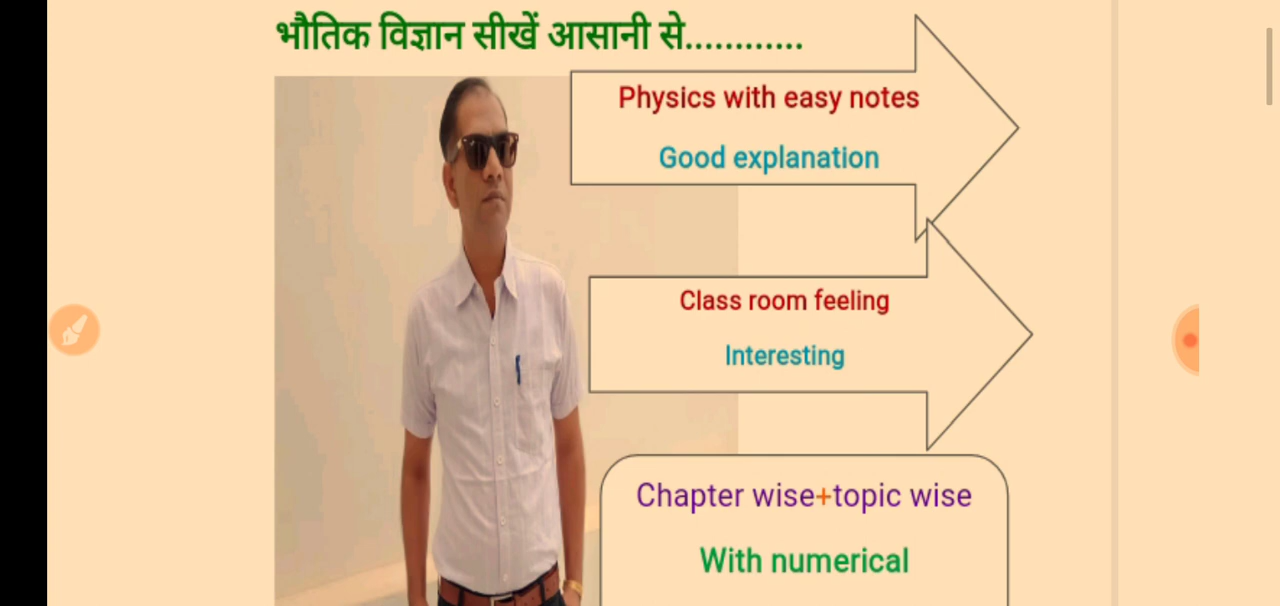 भौतिक विज्ञान सीखें आसानी से............
Physics with easy notes
Good explanation
Class room feeling
Interesting
Chapter wise+topic wise
With numerical